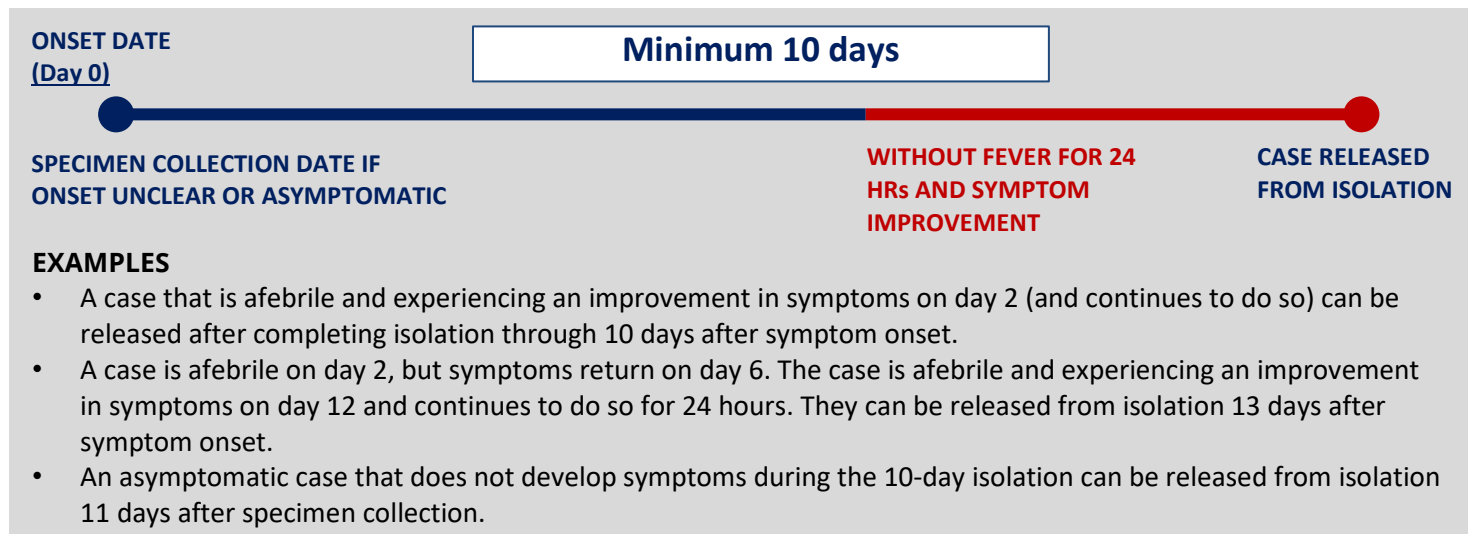 ONSET DATE
(Day 0)
Minimum 10 days
SPECIMEN COLLECTION DATE IF
ONSET UNCLEAR OR ASYMPTOMATIC
WITHOUT FEVER FOR 24
HRs AND SYMPTOM
IMPROVEMENT
CASE RELEASED
FROM ISOLATION
EXAMPLES
• A case that is afebrile and experiencing an improvement in symptoms on day 2 (and continues to do so) can be
released after completing isolation through 10 days after symptom onset.
• A case is afebrile on day 2, but symptoms return on day 6. The case is afebrile and experiencing an improvement
in symptoms on day 12 and continues to do so for 24 hours. They can be released from isolation 13 days after
symptom onset.
• An asymptomatic case that does not develop symptoms during the 10-day isolation can be released from isolation
11 days after specimen collection.